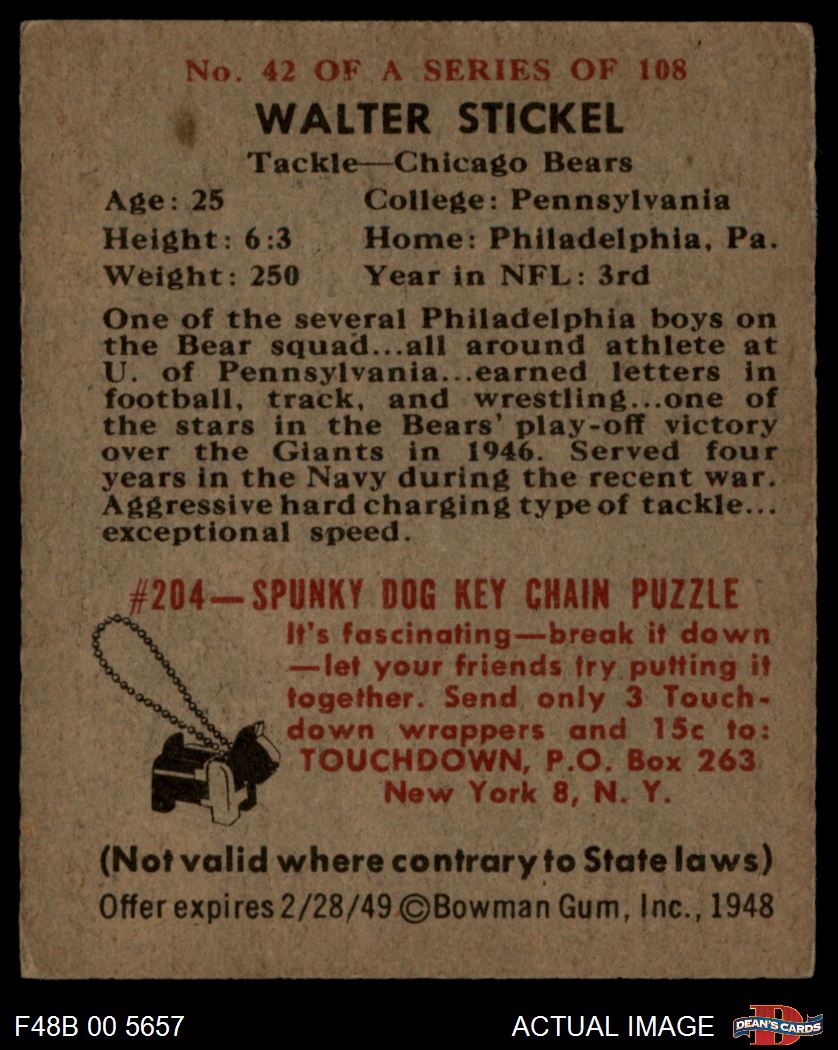 No. 42 OF A SERIES OF 108
WALTER STICKEL
Tackle—Chicago Bears
Age: 25 College: Pennsylvania
Height: 6:3 Home: Philadelphia, Pa.
Weight: 250 Year in NFL: 3rd
One of the several Philadelphia boys on
the Bear squad...all around athlete at
U. of Pennsylvania...earned letters in
football, track, and wrestling...one of
the stars in the Bears' play-off victory
over the Giants in 1946. Served four
years in the Navy during the recent war.
Aggressive hard charging type of tackle...
exceptional speed.
#204—SPUNKY DOG KEY CHAIN PUZZLE
It's fascinating—break it down
—let your friends try putting it
together. Send only 3 Touch-
down wrappers and 15c to:
TOUCHDOWN, P.O. Box 263
New York 8, N. Y.
(Not valid where contrary to State laws)
Offer expires 2/28/49 ©Bowman Gum, Inc., 1948
F48B 00 5657 ACTUAL IMAGE
D
DEAN'S CARDS